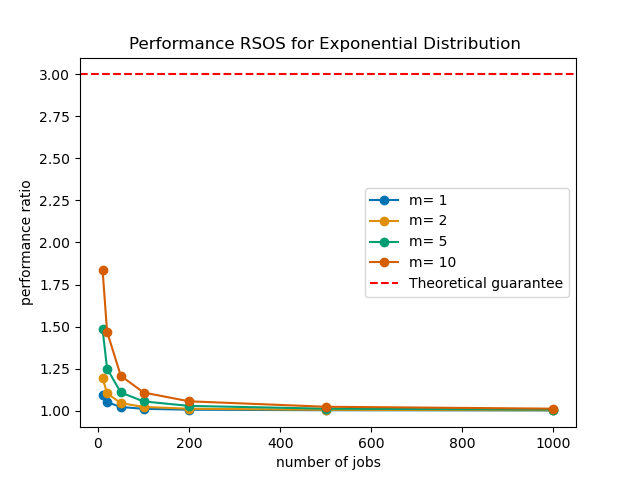 Performance RSOS for Exponential Distribution
performance ratio
3.00
2.75
2.50
2.25
2.00
1.75
1.50
1.25
1.00
m= 1
m= 2
m= 5
m= 10
Theoretical guarantee
0 200 400 600 800 1000
number of jobs